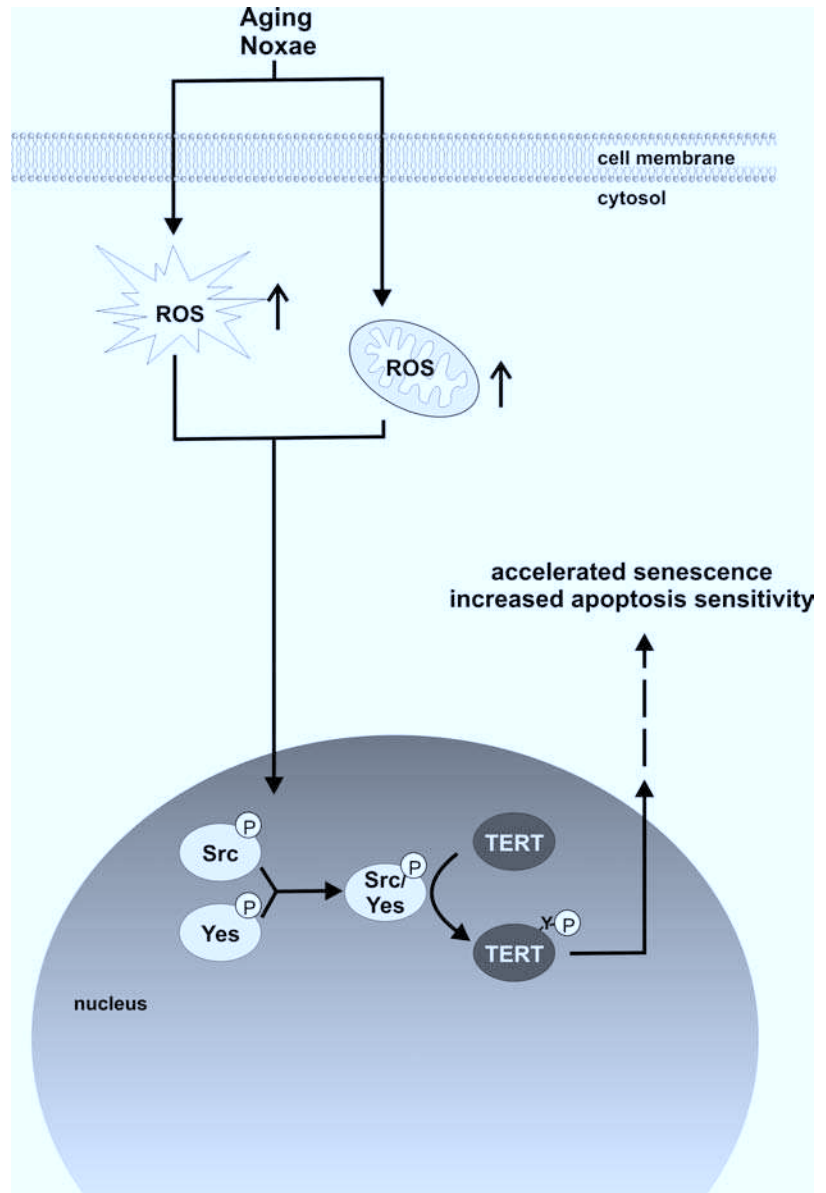 Aging
Noxae
cell membrane
cytosol
ROS
ROS
accelerated senescence
increased apoptosis sensitivity
P
Src
P
Yes
P
Src/
Yes
TERT
Y-P
TERT
nucleus